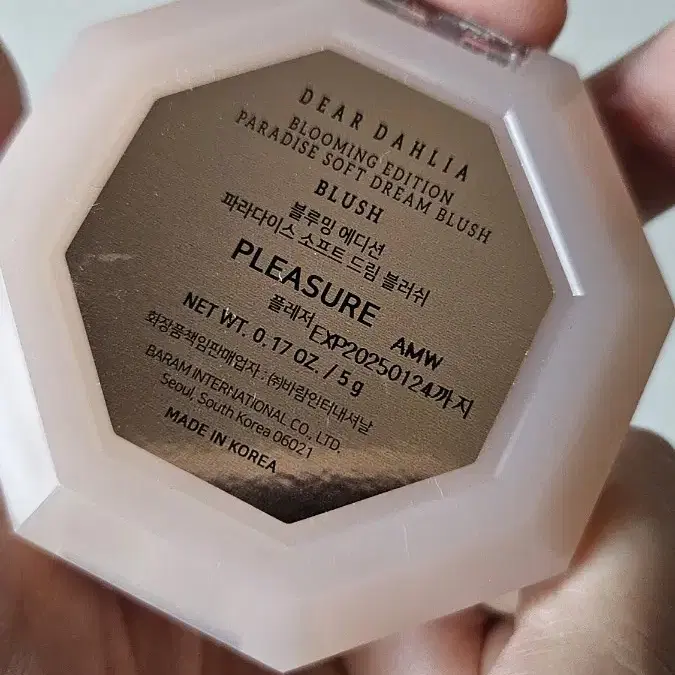 DEAR DAHLIA
BLOOMING EDITION
PARADISE SOFT DREAM BLUSH
BLUSH
블루밍 에디션
파라다이스 소프트 드림 블러쉬
PLEASURE
플레저
AMW
NET WT. 0.17 OZ. / 5 g
EXP20250124까지
화장품책임판매업자 : ㈜바람인터내셔날
BARAM INTERNATIONAL CO., LTD.
Seoul, South Korea 06021
MADE IN KOREA